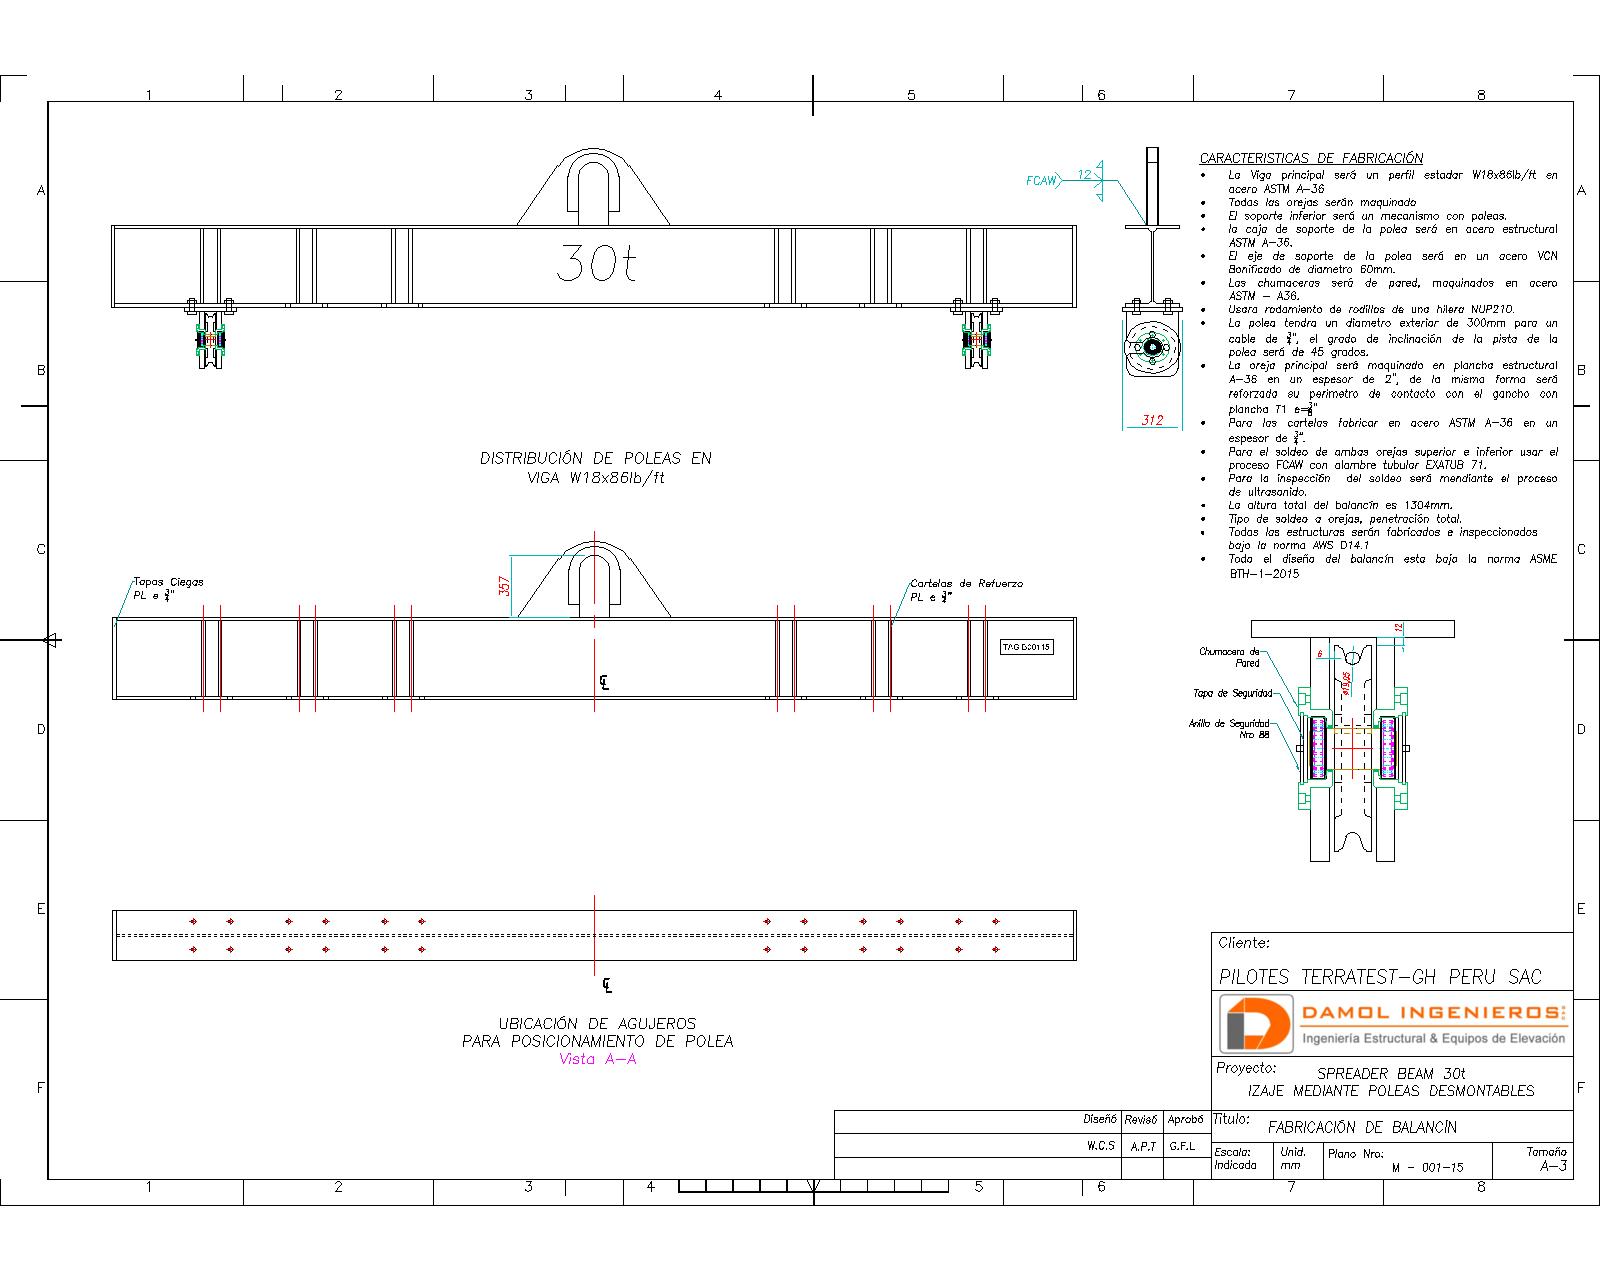 1 2 3 4 5 6 7 8
A A
B B
C C
D D
E E
F F
30t
FCAW 12
312
DISTRIBUCIÓN DE POLEAS EN
VIGA W18x86lb/ft
CARACTERISTICAS DE FABRICACIÓN
• La Viga principal será un perfil estadar W18x86lb/ft en
acero ASTM A-36
• Todas las orejas serán maquinado
• El soporte inferior será un mecanismo con poleas.
• la caja de soporte de la polea será en acero estructural
ASTM A-36.
• El eje de soporte de la polea será en un acero VCN
Bonificado de diametro 60mm.
• Las chumaceras será de pared, maquinados en acero
ASTM - A36.
• Usara rodamiento de rodillos de una hilera NUP210.
• La polea tendra un diametro exterior de 300mm para un
cable de 3/4", el grado de inclinación de la pista de la
polea será de 45 grados.
• La oreja principal será maquinado en plancha estructural
A-36 en un espesor de 2", de la misma forma será
reforzada su perimetro de contacto con el gancho con
plancha T1 e=
• Para las cartelas fabricar en acero ASTM A-36 en un
espesor de 3/4".
• Para el soldeo de ambas orejas superior e inferior usar el
proceso FCAW con alambre tubular EXATUB 71.
• Para la inspección del soldeo será mendiante el proceso
de ultrasonido.
• La altura total del balancín es 1304mm.
• Tipo de soldeo a orejas, penetración total.
• Todas las estructuras serán fabricados e inspeccionados
bajo la norma AWS D14.1
• Todo el diseño del balancín esta bajo la norma ASME
BTH-1-2015
357
Tapas Ciegas
PL e 3/4"
Cartelas de Refuerzo
PL e 3/4"
TAG B30115
CL
12
6
ø19,05
Chumacera de
Pared
Tapa de Seguridad
Anillo de Seguridad
Nro 88
CL
UBICACIÓN DE AGUJEROS
PARA POSICIONAMIENTO DE POLEA
Vista A-A
Cliente:
PILOTES TERRATEST-GH PERU SAC
DAMOL INGENIEROS
Ingeniería Estructural & Equipos de Elevación
Proyecto: SPREADER BEAM 30t
IZAJE MEDIANTE POLEAS DESMONTABLES
Diseñó Revisó Aprobó
W.C.S A.P.T G.F.L
Titulo: FABRICACIÓN DE BALANCÍN
Escala: Indicada
Unid. mm
Plano Nro: M - 001-15
Tamaño A-3
1 2 3 4 5 6 7 8